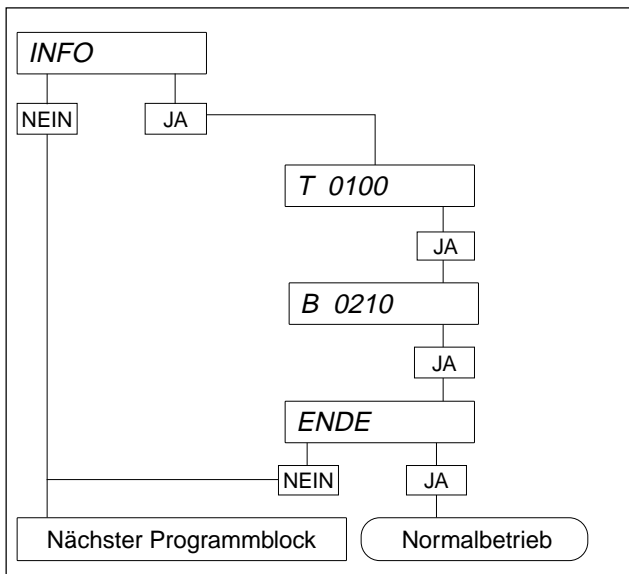 INFO
NEIN JA
T 0100
JA
B 0210
JA
ENDE
NEIN JA
Nächster Programmblock Normalbetrieb